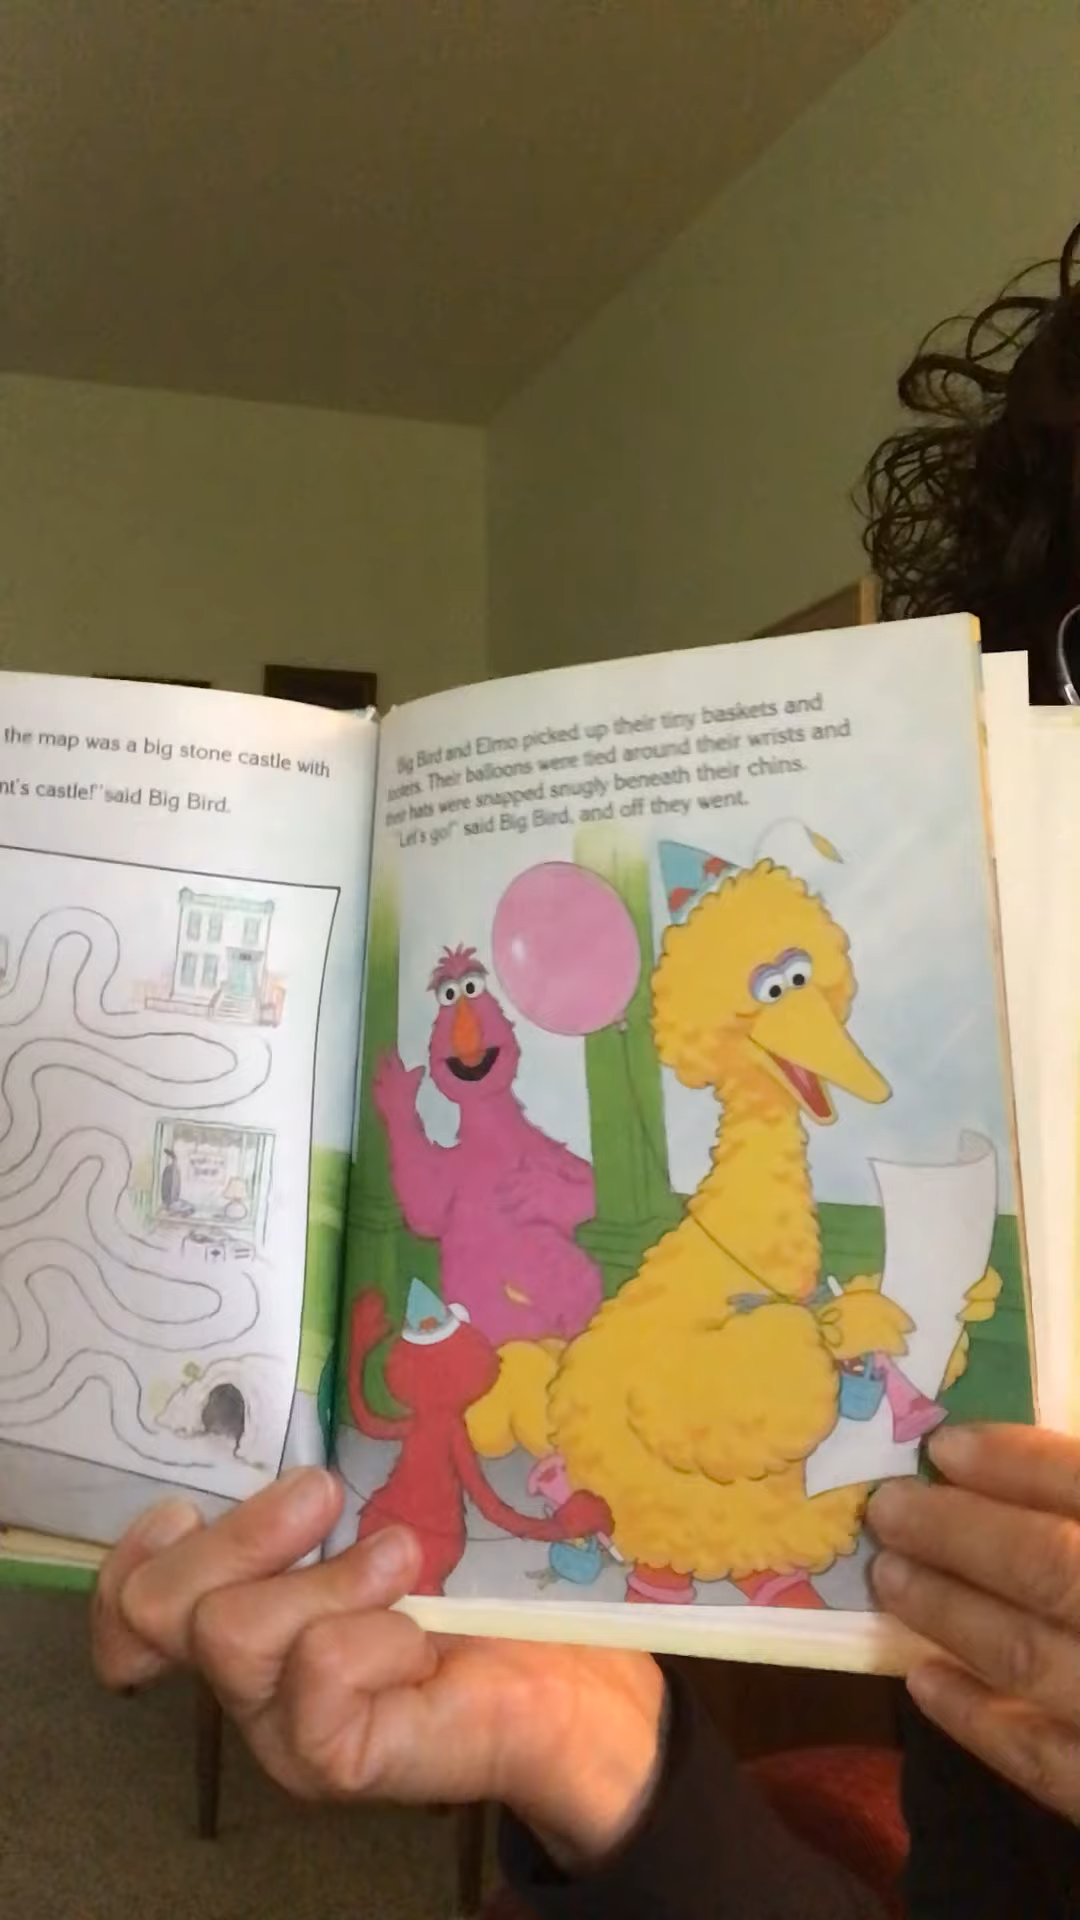 the map was a big stone castle with
nt's castle!" said Big Bird.
Big Bird and Elmo picked up their tiny baskets and
tooters. Their balloons were tied around their wrists and
their hats were snapped snugly beneath their chins.
"Let's go!" said Big Bird, and off they went.